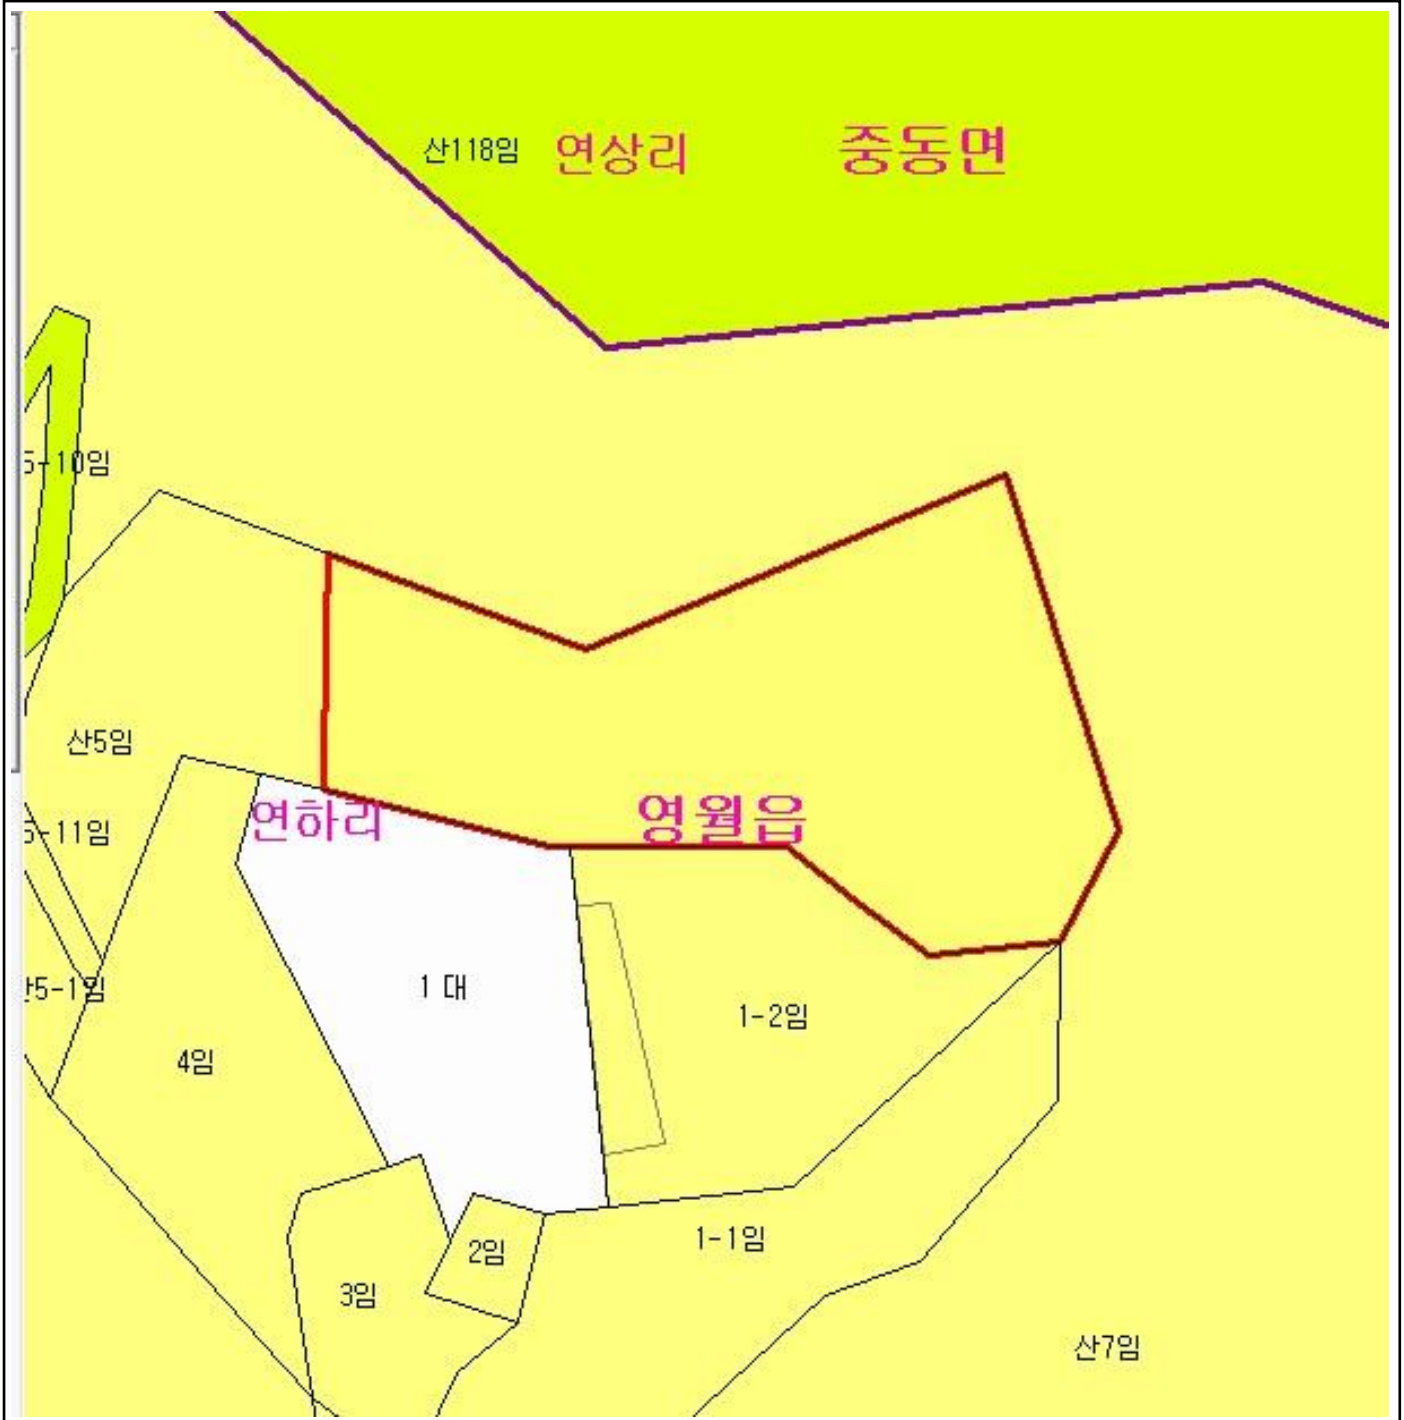 산118임 연상리 중동면
5-10임
산5임
연하리 영월읍
5-11임
1 대
산5-1임
1-2임
4임
1-1임
2임
3임
산7임